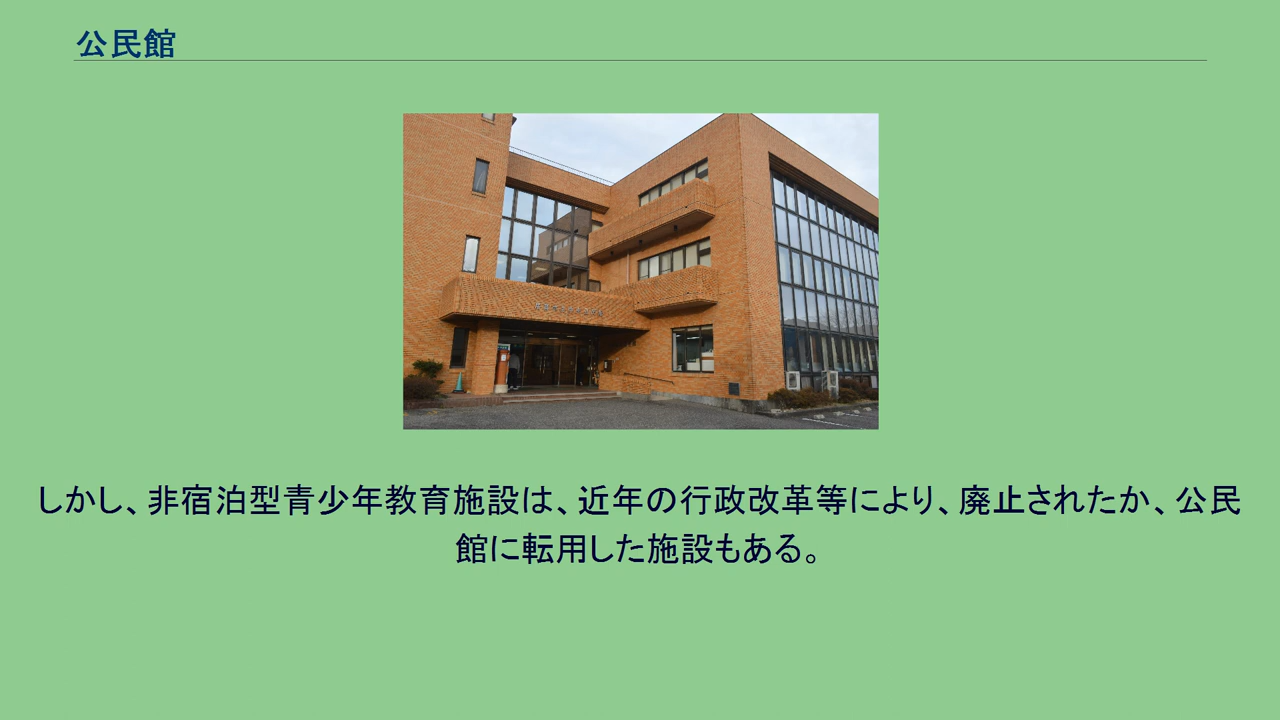 公民館
しかし、非宿泊型青少年教育施設は、近年の行政改革等により、廃止されたか、公民
館に転用した施設もある。